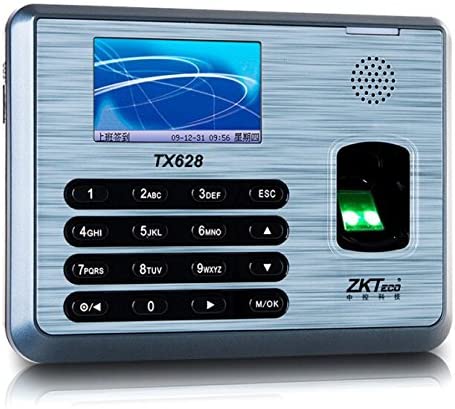 上班签到 09-12-31 09:56 星期四
TX628
1 2ABC 3DEF ESC
4GHI 5JKL 6MNO ▲
7PQRS 8TUV 9WXYZ ▼
⊙/◀ 0 ▶ M/OK
ZKTeco
中控科技